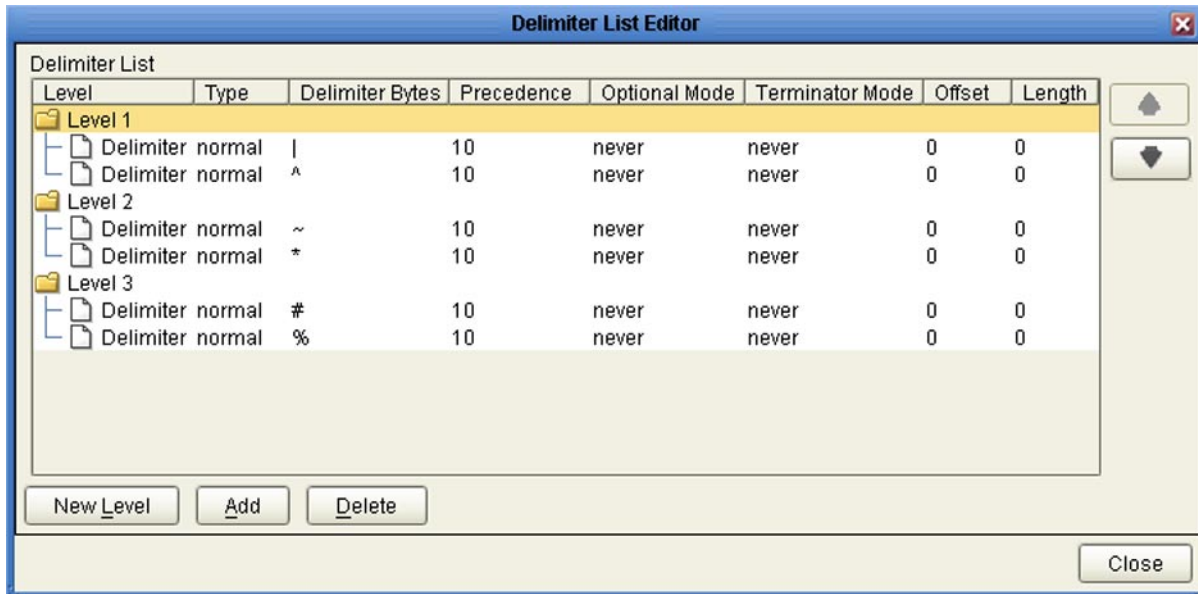 Delimiter List Editor
Delimiter List
Level Type Delimiter Bytes Precedence Optional Mode Terminator Mode Offset Length
Level 1
Delimiter normal | 10 never never 0 0
Delimiter normal ^ 10 never never 0 0
Level 2
Delimiter normal ~ 10 never never 0 0
Delimiter normal * 10 never never 0 0
Level 3
Delimiter normal # 10 never never 0 0
Delimiter normal % 10 never never 0 0
New Level Add Delete
Close